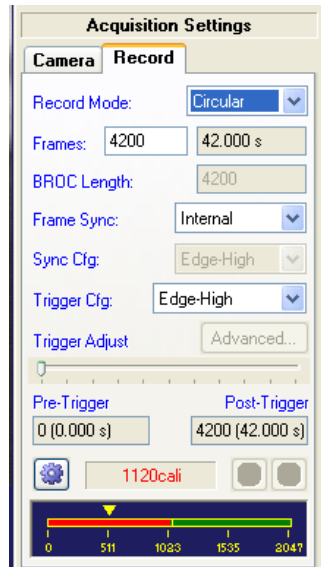 Acquisition Settings
Camera Record
Record Mode: Circular
Frames: 4200 42.000 s
BROC Length: 4200
Frame Sync: Internal
Sync Cfg: Edge-High
Trigger Cfg: Edge-High
Trigger Adjust Advanced...
Pre-Trigger Post-Trigger
0 (0.000 s) 4200 (42.000 s)
1120cali
0 511 1023 1535 2047